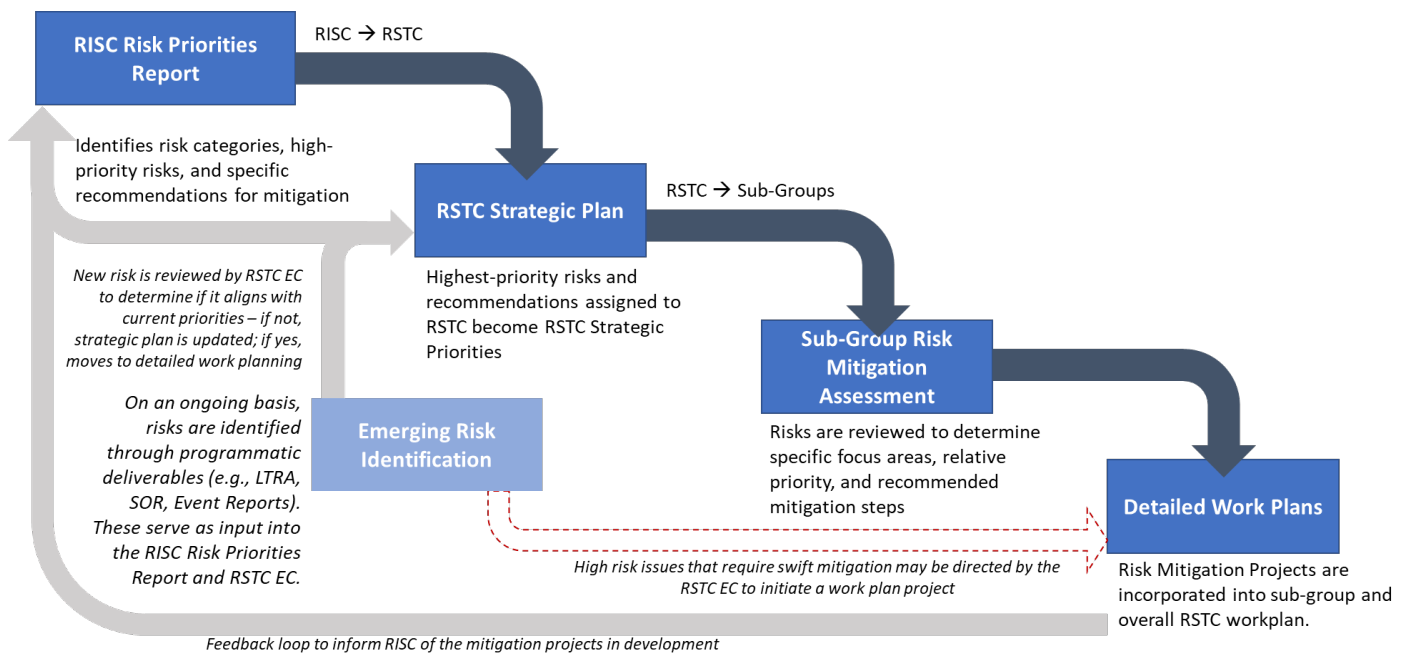 RISC Risk Priorities
Report
RISC → RSTC
Identifies risk categories, high-
priority risks, and specific
recommendations for mitigation
RSTC Strategic Plan
RSTC → Sub-Groups
Highest-priority risks and
recommendations assigned to
RSTC become RSTC Strategic
Priorities
New risk is reviewed by RSTC EC
to determine if it aligns with
current priorities – if not,
strategic plan is updated; if yes,
moves to detailed work planning
Sub-Group Risk
Mitigation
Assessment
Risks are reviewed to determine
specific focus areas, relative
priority, and recommended
mitigation steps
On an ongoing basis,
risks are identified
through programmatic
deliverables (e.g., LTRA,
SOR, Event Reports).
These serve as input into
the RISC Risk Priorities
Report and RSTC EC.
Emerging Risk
Identification
Detailed Work Plans
High risk issues that require swift mitigation may be directed by the
RSTC EC to initiate a work plan project
Risk Mitigation Projects are
incorporated into sub-group and
overall RSTC workplan.
Feedback loop to inform RISC of the mitigation projects in development